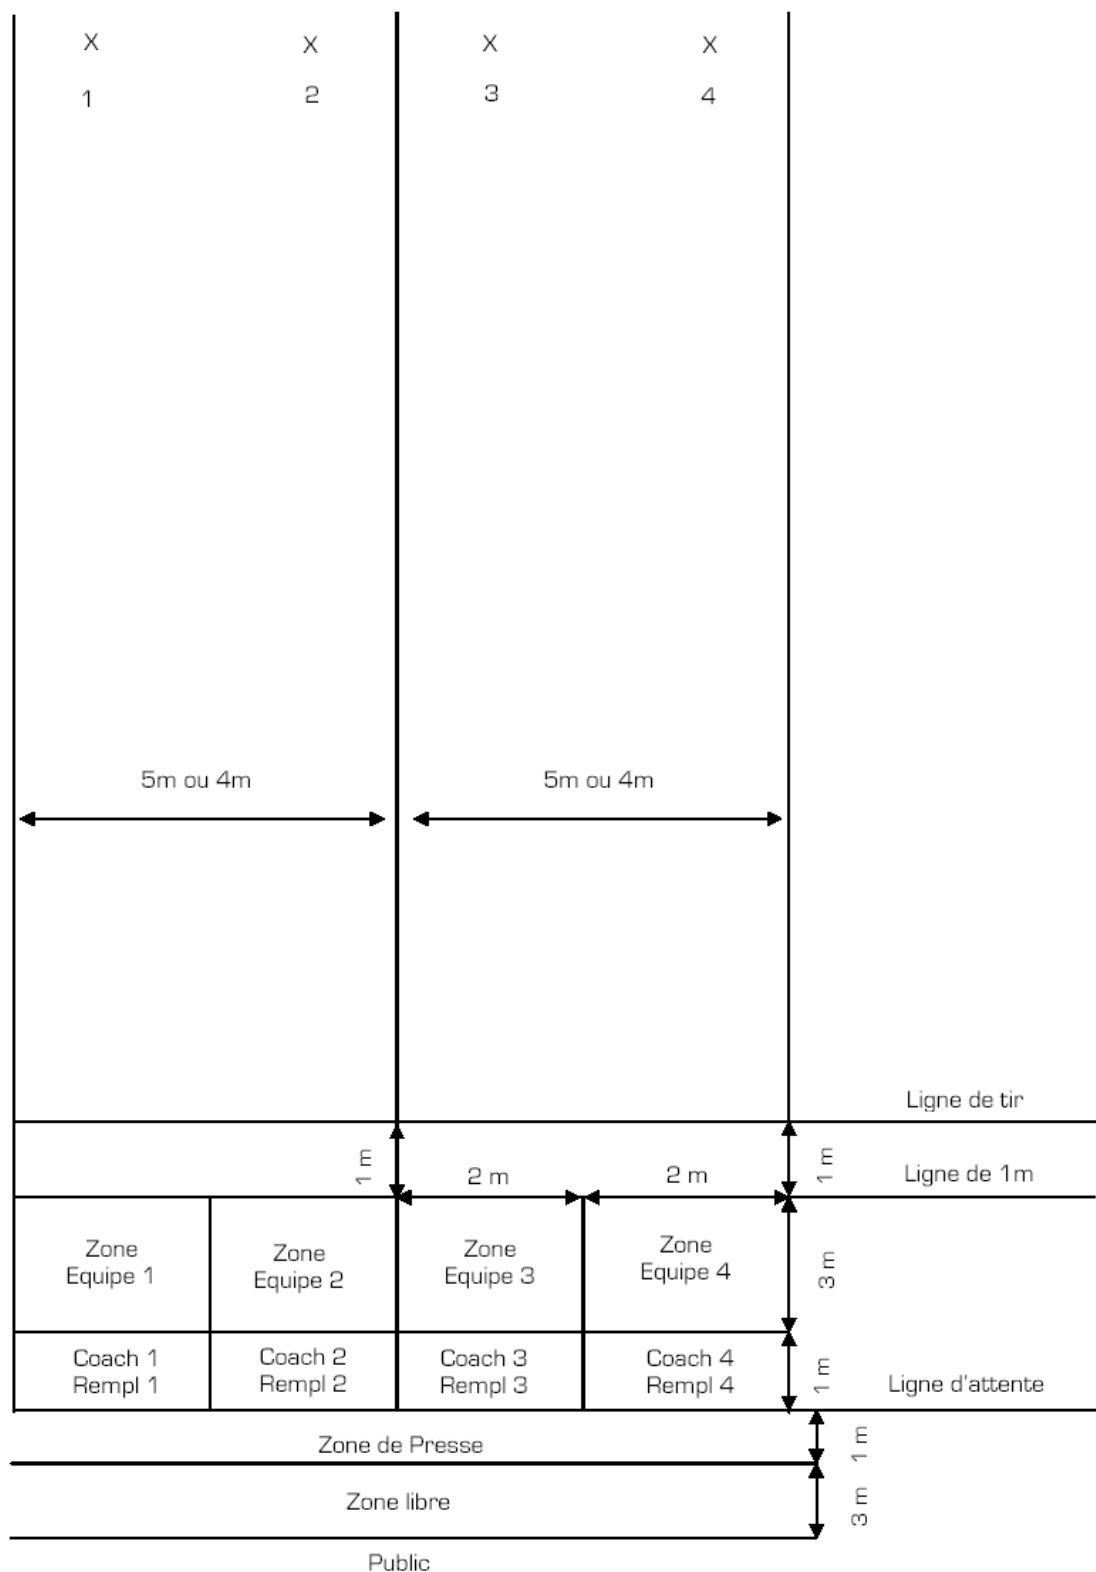 X X X X
1 2 3 4
5m ou 4m 5m ou 4m
Ligne de tir
1 m 2 m 2 m 1 m Ligne de 1m
Zone Zone Zone Zone
Equipe 1 Equipe 2 Equipe 3 Equipe 4
3 m
Coach 1 Coach 2 Coach 3 Coach 4
Rempl 1 Rempl 2 Rempl 3 Rempl 4
1 m Ligne d'attente
Zone de Presse 1 m
Zone libre 3 m
Public